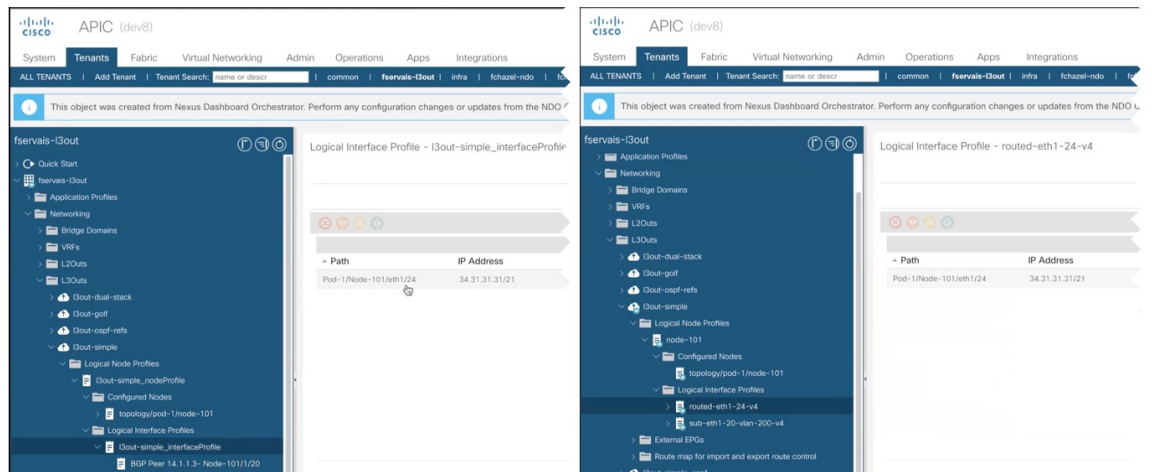 CISCO APIC (dev8)
System Tenants Fabric Virtual Networking Admin Operations Apps Integrations
ALL TENANTS | Add Tenant | Tenant Search: name or descr | common | fservais-l3out | infra | fchazel-ndo |
This object was created from Nexus Dashboard Orchestrator. Perform any configuration changes or updates from the NDO
fservais-l3out
Quick Start
fservais-l3out
Application Profiles
Networking
Bridge Domains
VRFs
L2Outs
L3Outs
l3out-dual-stack
l3out-golf
l3out-ospf-refs
l3out-simple
Logical Node Profiles
l3out-simple_nodeProfile
Configured Nodes
topology/pod-1/node-101
Logical Interface Profiles
l3out-simple_interfaceProfile
BGP Peer 14.1.1.3- Node-101/1/20
Logical Interface Profile - l3out-simple_interfaceProfile
Path IP Address
Pod-1/Node-101/eth1/24 34.31.31.31/21
CISCO APIC (dev8)
System Tenants Fabric Virtual Networking Admin Operations Apps Integrations
ALL TENANTS | Add Tenant | Tenant Search: name or descr | common | fservais-l3out | infra | fchazel-ndo |
This object was created from Nexus Dashboard Orchestrator. Perform any configuration changes or updates from the NDO
fservais-l3out
Application Profiles
Networking
Bridge Domains
VRFs
L2Outs
L3Outs
l3out-dual-stack
l3out-golf
l3out-ospf-refs
l3out-simple
Logical Node Profiles
node-101
Configured Nodes
topology/pod-1/node-101
Logical Interface Profiles
routed-eth1-24-v4
sub-eth1-20-vlan-200-v4
External EPGs
Route map for import and export route control
Logical Interface Profile - routed-eth1-24-v4
Path IP Address
Pod-1/Node-101/eth1/24 34.31.31.31/21